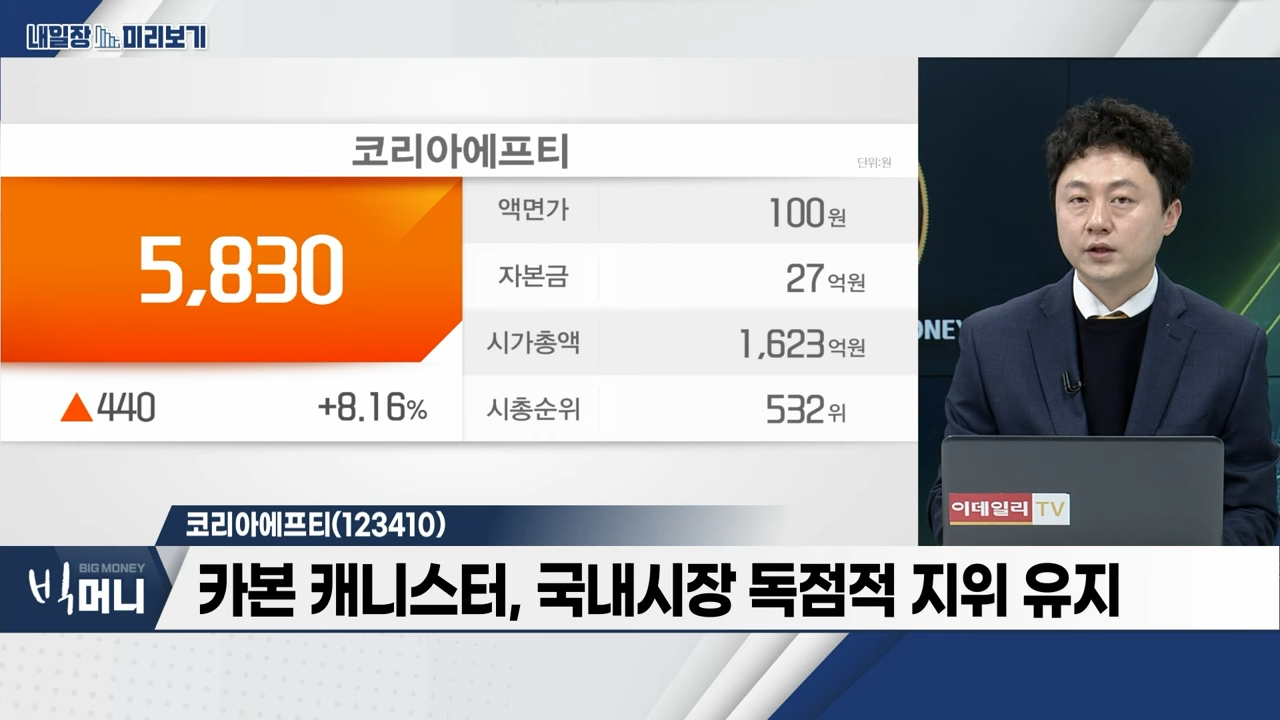 내일장 미리보기
코리아에프티
단위:원
5,830
▲440 +8.16%
액면가 100원
자본금 27억원
시가총액 1,623억원
시총순위 532위
ONEY
이데일리 TV
코리아에프티(123410)
BIG MONEY
빅머니
카본 캐니스터, 국내시장 독점적 지위 유지